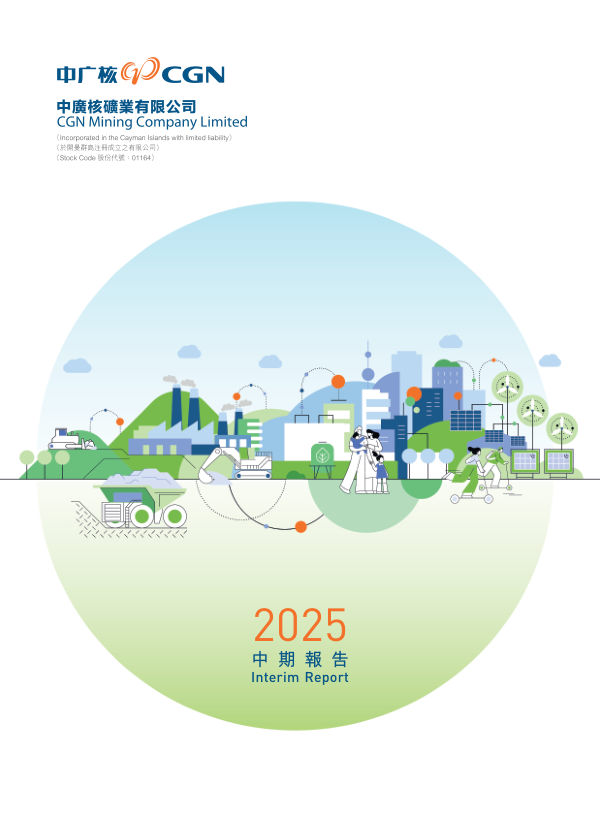 中广核 CGN
中廣核礦業有限公司
CGN Mining Company Limited
(Incorporated in the Cayman Islands with limited liability)
(於開曼群島注冊成立之有限公司)
(Stock Code 股份代號：01164)
2025
中期報告
Interim Report